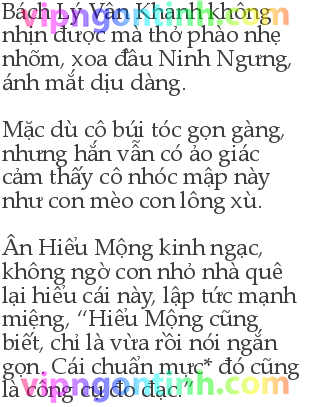 Bách Lý Vân Khanh không
nhịn được mà thở phào nhẹ
nhõm, xoa đầu Ninh Ngưng,
ánh mắt dịu dàng.
Mặc dù cô búi tóc gọn gàng,
nhưng hắn vẫn có ảo giác
cảm thấy cô nhóc mập này
như con mèo con lông xù.
Ân Hiểu Mộng kinh ngạc,
không ngờ con nhỏ nhà quê
lại hiểu cái này, lập tức mạnh
miệng, “Hiểu Mộng cũng
biết, chỉ là vừa rồi nói ngắn
gọn. Cái chuẩn mực* đó cũng
là công cụ đo đạc.”
vipngontinh.com
vipngontinh.com